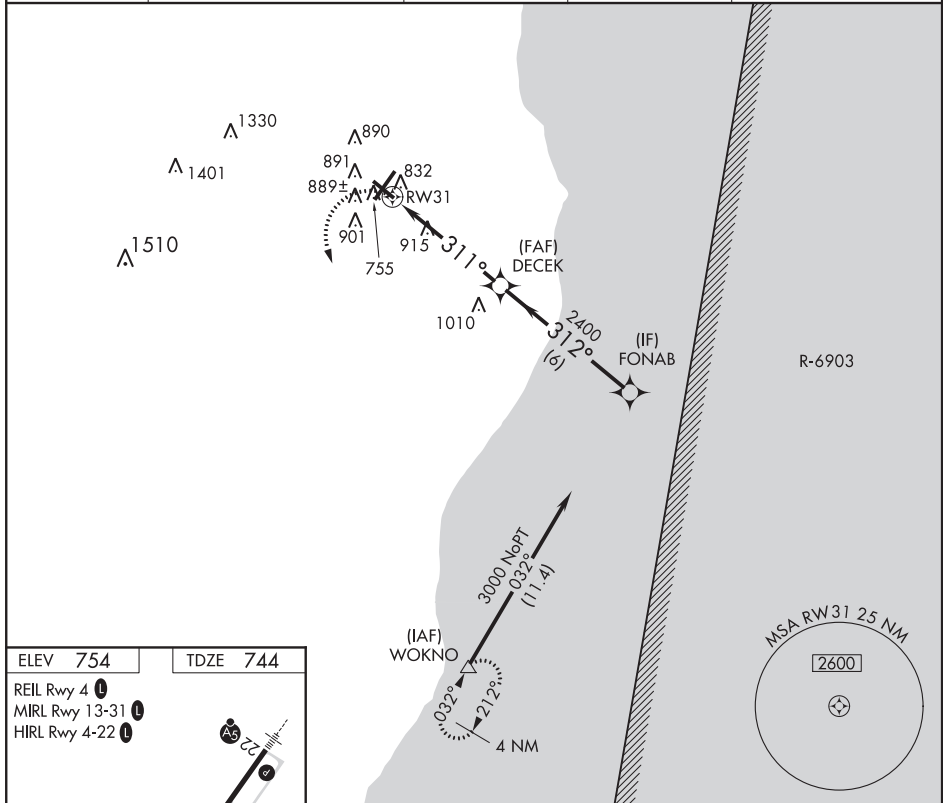 1330
890
1401
891
832
889±
RW31
1510
901
915
755
311°
(FAF)
DECEK
1010
2400
312°
(6)
(IF)
FONAB
R-6903
3000 NoPT
032°
(11.4)
(IAF)
WOKNO
032°
212°
4 NM
MSA RW31 25 NM
2600
ELEV 754
TDZE 744
REIL Rwy 4 L
MIRL Rwy 13-31 L
HIRL Rwy 4-22 L
A5
22
P